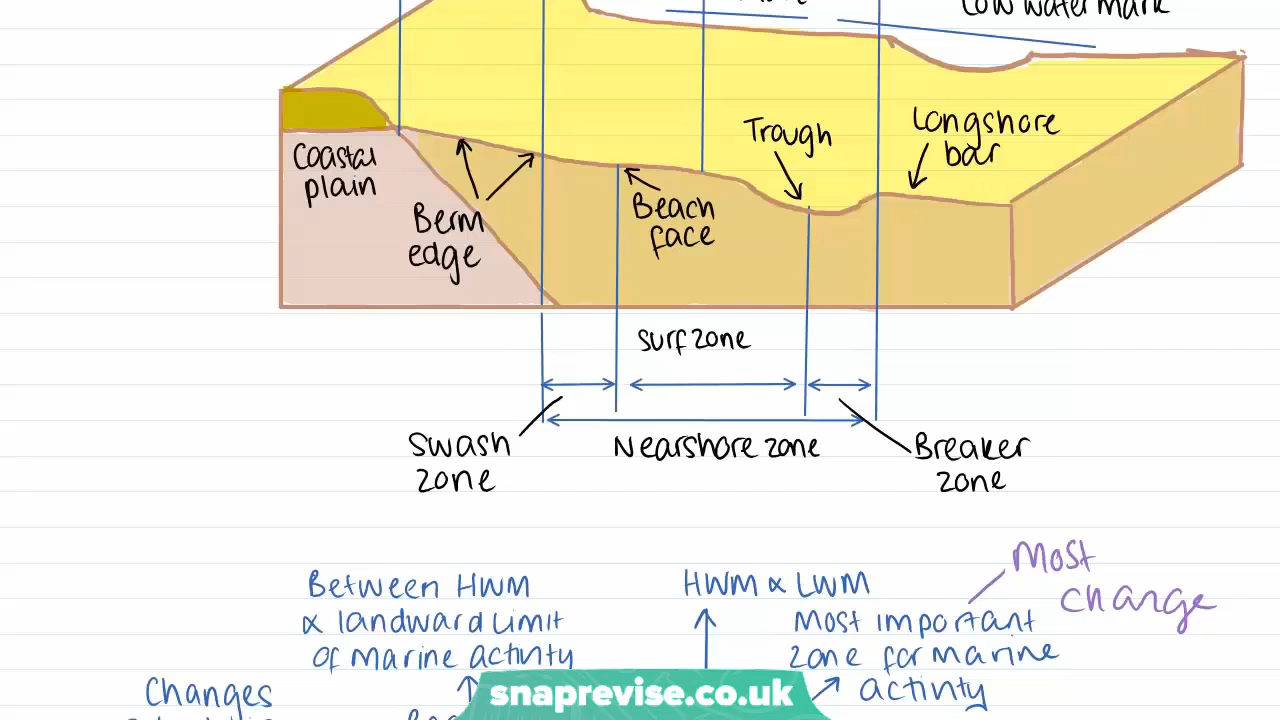 Low water mark
Trough
Longshore
bar
Coastal
plain
Berm
edge
Beach
face
Surf zone
Swash
zone
Nearshore zone
Breaker
zone
Most
change
Between HWM
& landward limit
of marine activity
HWM & LWM
Most important
zone for marine
activity
Changes
snaprevise.co.uk